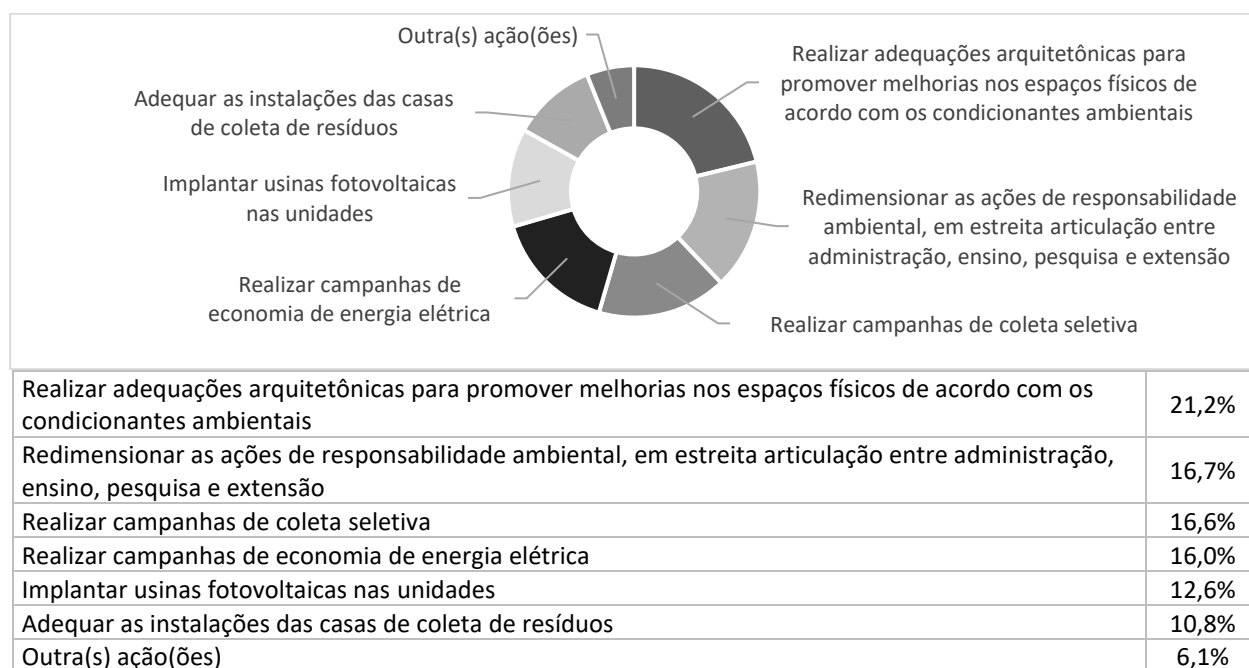 Outra(s) ação(ões)
Realizar adequações arquitetônicas para
promover melhorias nos espaços físicos de
acordo com os condicionantes ambientais
Adequar as instalações das casas
de coleta de resíduos
Implantar usinas fotovoltaicas
nas unidades
Redimensionar as ações de responsabilidade
ambiental, em estreita articulação entre
administração, ensino, pesquisa e extensão
Realizar campanhas de
economia de energia elétrica
Realizar campanhas de coleta seletiva
Realizar adequações arquitetônicas para promover melhorias nos espaços físicos de acordo com os
condicionantes ambientais
21,2%
Redimensionar as ações de responsabilidade ambiental, em estreita articulação entre administração,
ensino, pesquisa e extensão
16,7%
Realizar campanhas de coleta seletiva 16,6%
Realizar campanhas de economia de energia elétrica 16,0%
Implantar usinas fotovoltaicas nas unidades 12,6%
Adequar as instalações das casas de coleta de resíduos 10,8%
Outra(s) ação(ões) 6,1%